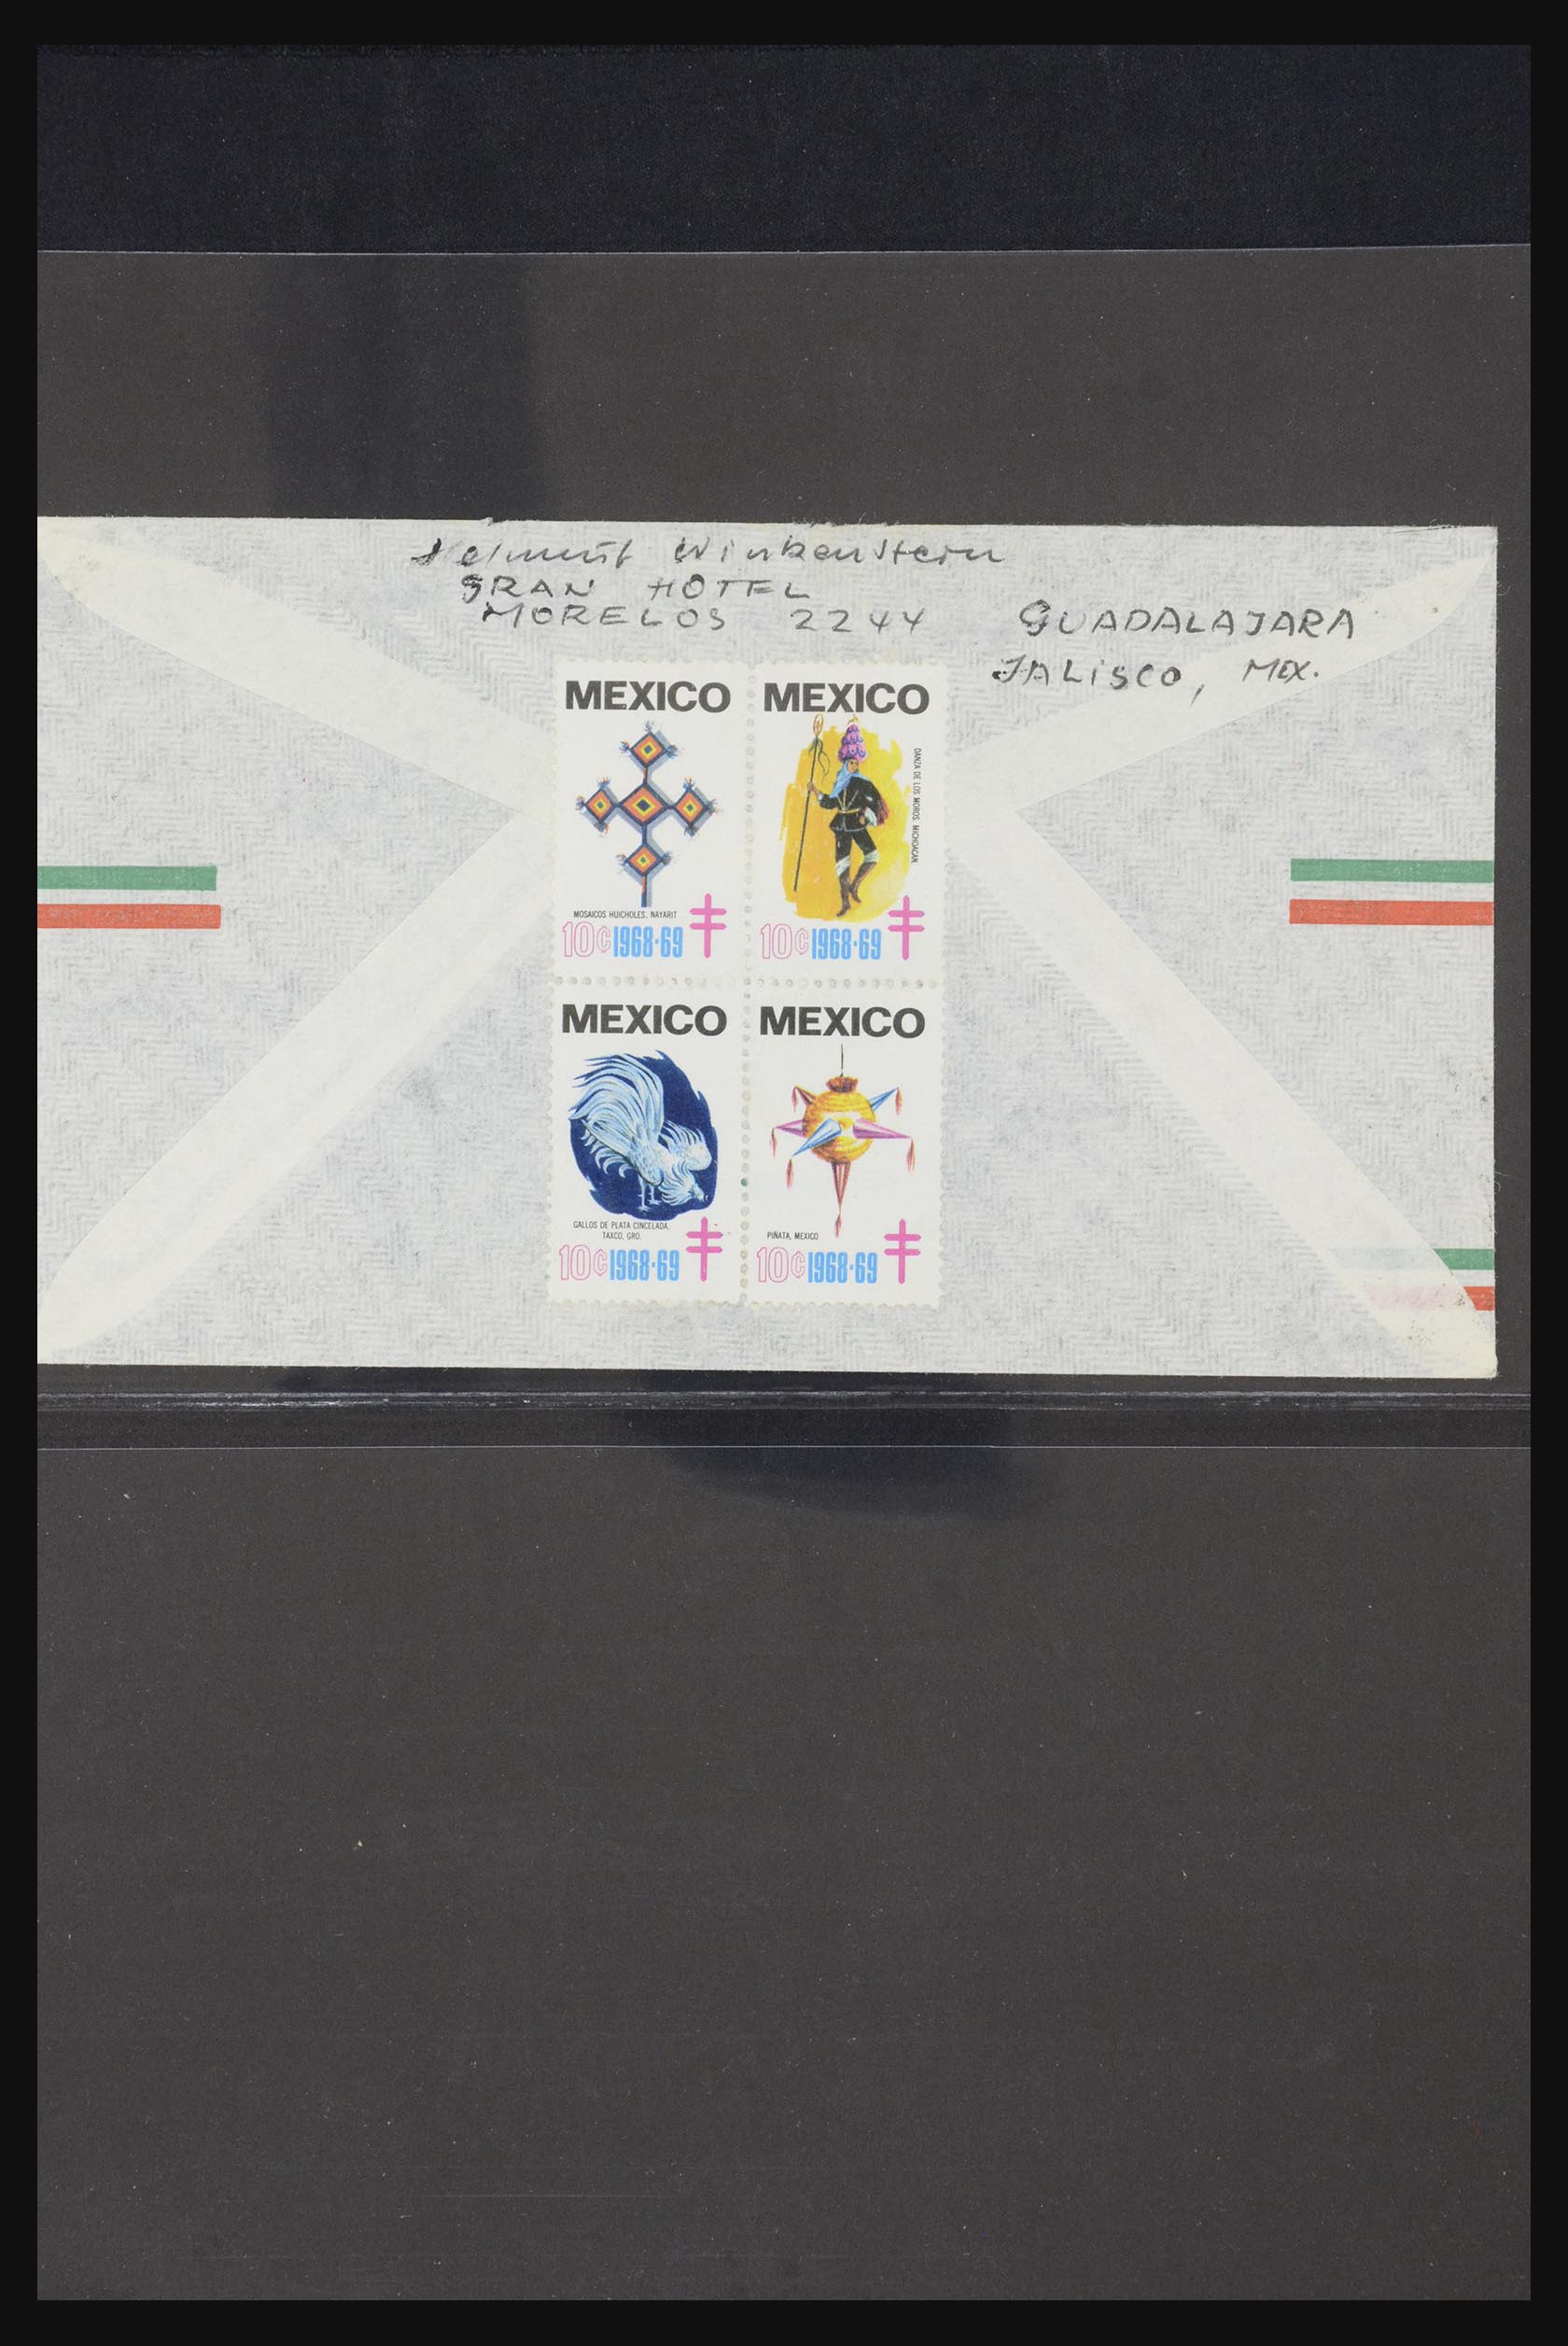 Helmut Winkenstern
GRAN HOTEL
MORELOS 2244 GUADALAJARA
JALISCO, MEX.
MEXICO
MOSAICOS HUICHOLES, NAYARIT
10¢ 1968-69
MEXICO
DANZA DE LOS MOROS, MICHOACAN
10¢ 1968-69
MEXICO
GALLOS DE PLATA CINCELADA,
TAXCO, GRO.
10¢ 1968-69
MEXICO
PIÑATA, MEXICO
10¢ 1968-69